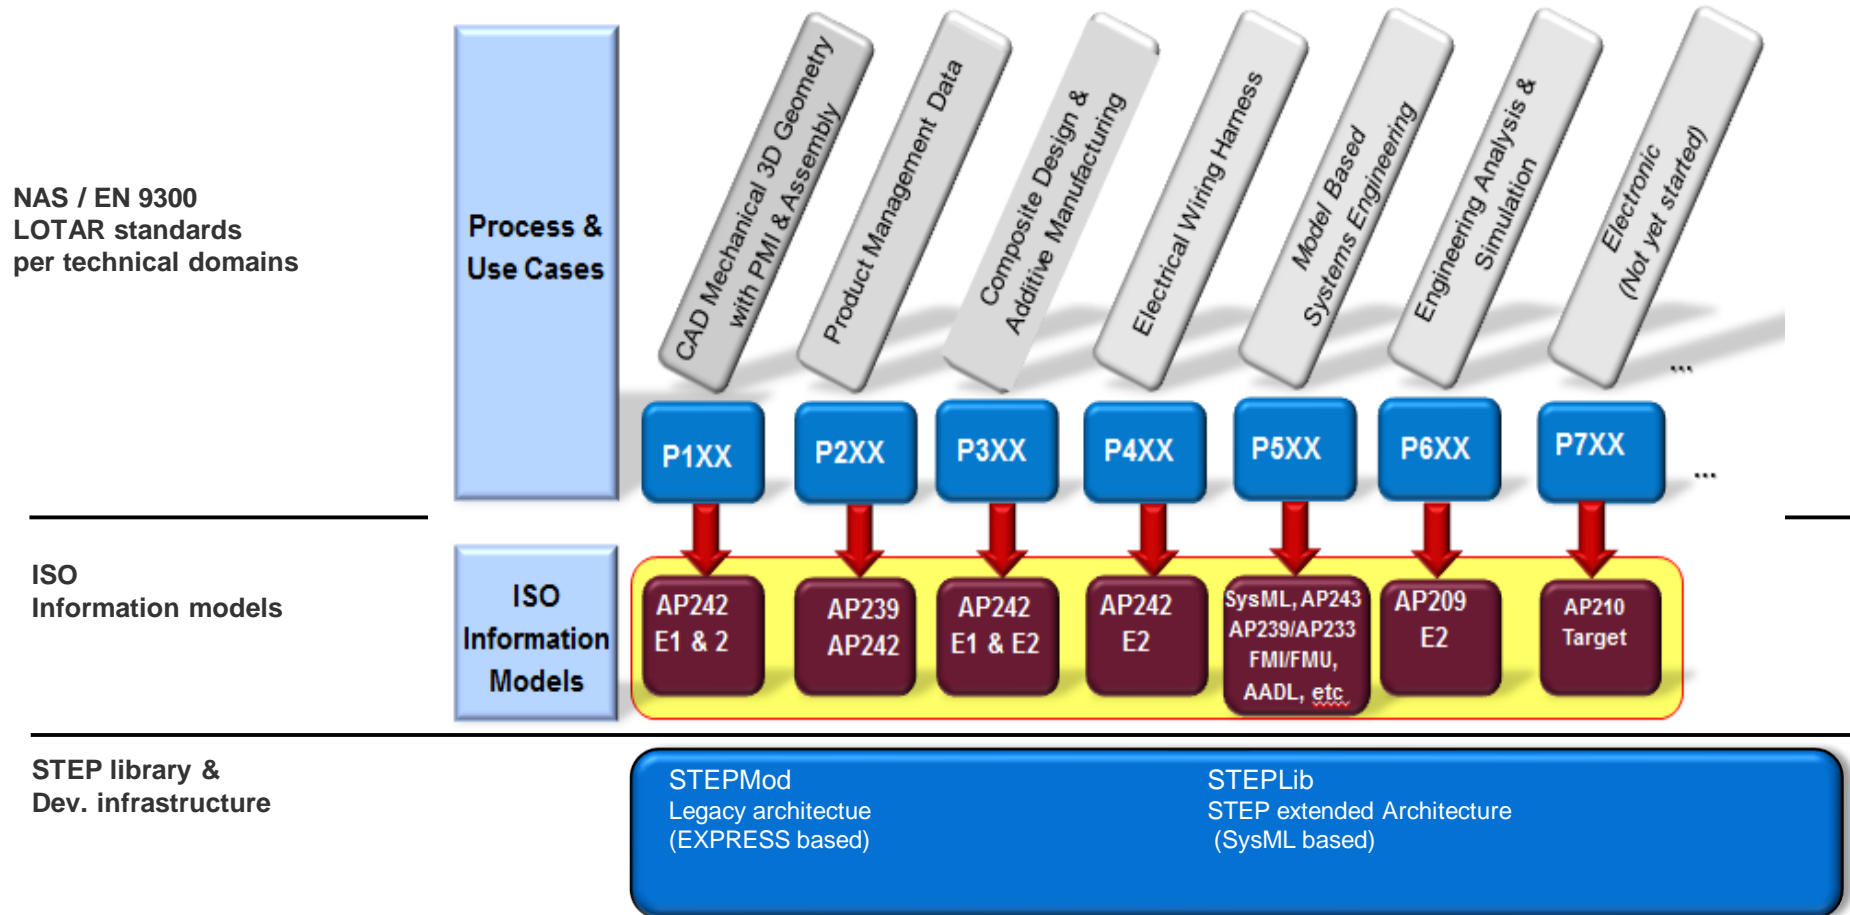 NAS / EN 9300
LOTAR standards
per technical domains
Process &
Use Cases
CAD Mechanical 3D Geometry
with PMI & Assembly
Product Management Data
Composite Design &
Additive Manufacturing
Electrical Wiring Harness
Model Based
Systems Engineering
Engineering Analysis &
Simulation
Electronic
(Not yet started)
...
P1XX
P2XX
P3XX
P4XX
P5XX
P6XX
P7XX
...
ISO
Information models
ISO
Information
Models
AP242
E1 & 2
AP239
AP242
AP242
E1 & E2
AP242
E2
SysML, AP243
AP239/AP233
FMI/FMU,
AADL, etc
AP209
E2
AP210
Target
STEP library &
Dev. infrastructure
STEPMod
Legacy architectue
(EXPRESS based)
STEPLib
STEP extended Architecture
(SysML based)